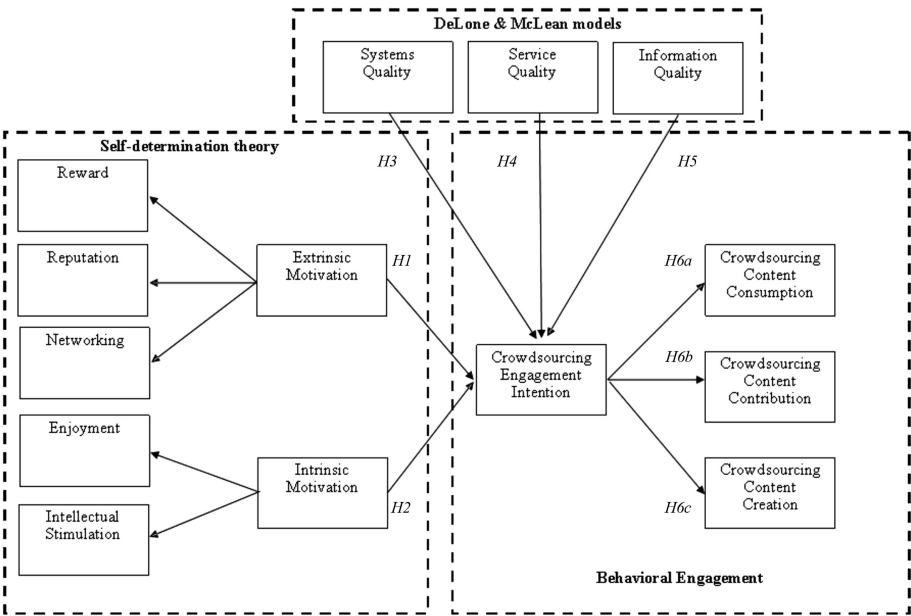 DeLone & McLean models
Systems
Quality
Service
Quality
Information
Quality
Self-determination theory
H3
H4
H5
Reward
Reputation
Networking
Enjoyment
Intellectual
Stimulation
Extrinsic
Motivation
H1
Intrinsic
Motivation
H2
Crowdsourcing
Engagement
Intention
H6a
Crowdsourcing
Content
Consumption
H6b
Crowdsourcing
Content
Contribution
H6c
Crowdsourcing
Content
Creation
Behavioral Engagement